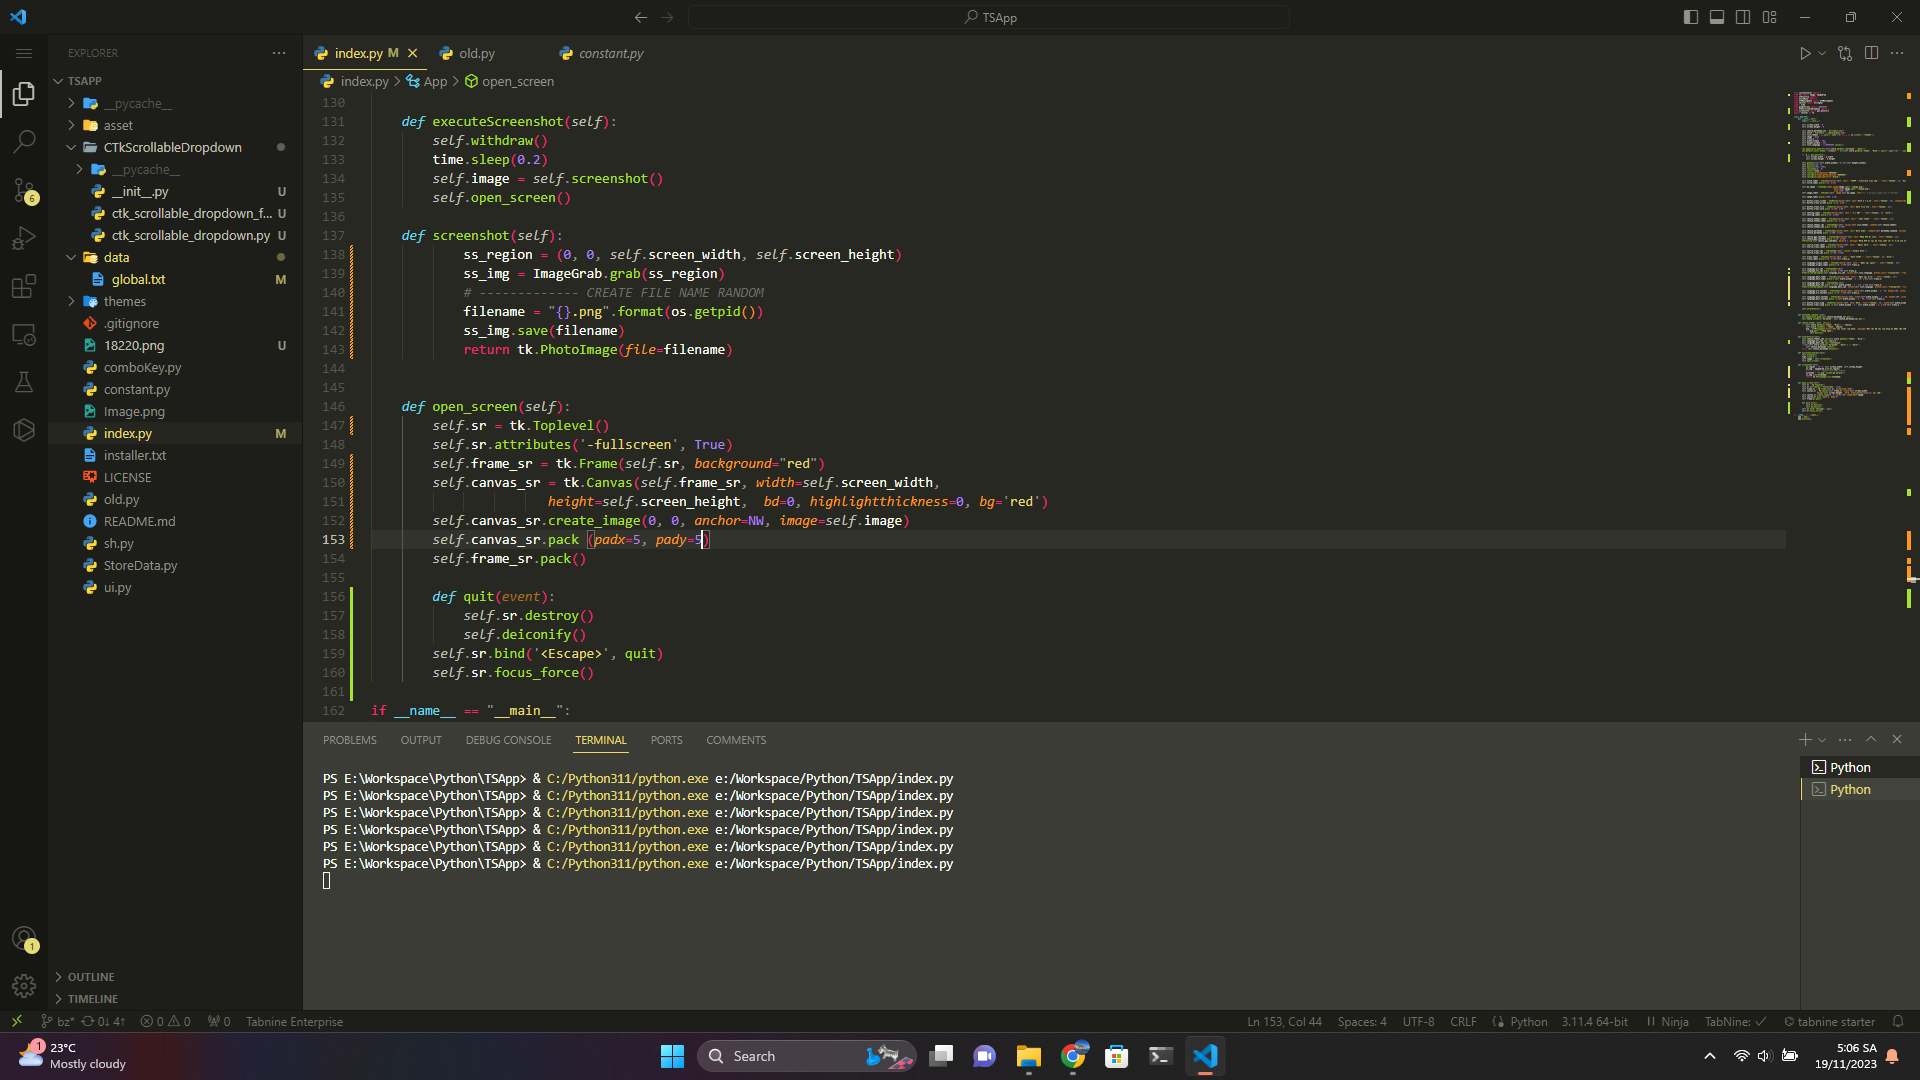 TSApp
EXPLORER
TSAPP
__pycache__
asset
CTkScrollableDropdown
__pycache__
__init__.py U
ctk_scrollable_dropdown_f... U
ctk_scrollable_dropdown.py U
data
global.txt M
themes
.gitignore
18220.png U
comboKey.py
constant.py
Image.png
index.py M
installer.txt
LICENSE
old.py
README.md
sh.py
StoreData.py
ui.py
OUTLINE
TIMELINE
6
1
index.py M
old.py
constant.py
index.py > App > open_screen
130
131 def executeScreenshot(self):
132 self.withdraw()
133 time.sleep(0.2)
134 self.image = self.screenshot()
135 self.open_screen()
136
137 def screenshot(self):
138 ss_region = (0, 0, self.screen_width, self.screen_height)
139 ss_img = ImageGrab.grab(ss_region)
140 # ------------- CREATE FILE NAME RANDOM
141 filename = "{}.png".format(os.getpid())
142 ss_img.save(filename)
143 return tk.PhotoImage(file=filename)
144
145
146 def open_screen(self):
147 self.sr = tk.Toplevel()
148 self.sr.attributes('-fullscreen', True)
149 self.frame_sr = tk.Frame(self.sr, background="red")
150 self.canvas_sr = tk.Canvas(self.frame_sr, width=self.screen_width,
151 height=self.screen_height, bd=0, highlightthickness=0, bg='red')
152 self.canvas_sr.create_image(0, 0, anchor=NW, image=self.image)
153 self.canvas_sr.pack (padx=5, pady=5)
154 self.frame_sr.pack()
155
156 def quit(event):
157 self.sr.destroy()
158 self.deiconify()
159 self.sr.bind('<Escape>', quit)
160 self.sr.focus_force()
161
162 if __name__ == "__main__":
PROBLEMS OUTPUT DEBUG CONSOLE TERMINAL PORTS COMMENTS
PS E:\Workspace\Python\TSApp> & C:/Python311/python.exe e:/Workspace/Python/TSApp/index.py
PS E:\Workspace\Python\TSApp> & C:/Python311/python.exe e:/Workspace/Python/TSApp/index.py
PS E:\Workspace\Python\TSApp> & C:/Python311/python.exe e:/Workspace/Python/TSApp/index.py
PS E:\Workspace\Python\TSApp> & C:/Python311/python.exe e:/Workspace/Python/TSApp/index.py
PS E:\Workspace\Python\TSApp> & C:/Python311/python.exe e:/Workspace/Python/TSApp/index.py
PS E:\Workspace\Python\TSApp> & C:/Python311/python.exe e:/Workspace/Python/TSApp/index.py
Python
Python
bz* 0↓ 4↑ 0 0 0 Tabnine Enterprise Ln 153, Col 44 Spaces: 4 UTF-8 CRLF Python 3.11.4 64-bit Ninja TabNine: ✓ tabnine starter
1
23°C
Mostly cloudy
Search
5:06 SA
19/11/2023